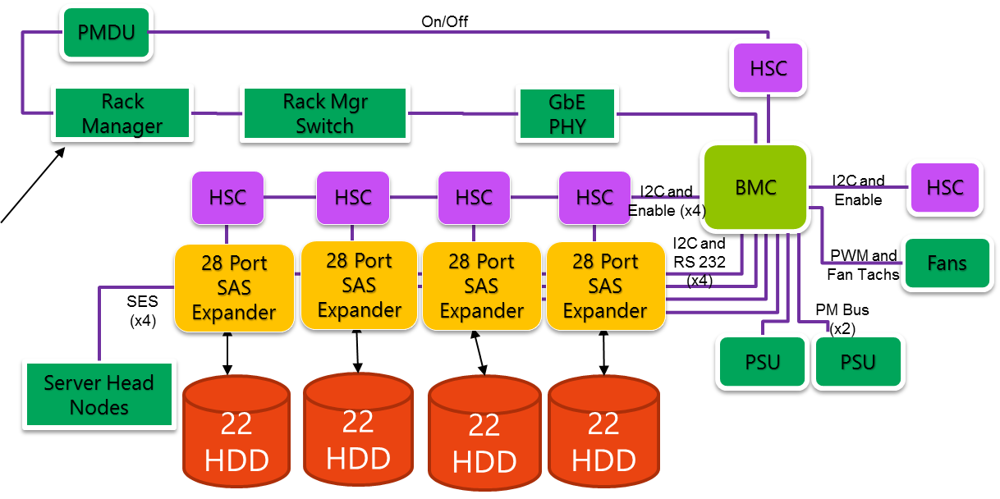 On/Off
PMDU
HSC
Rack
Manager
Rack Mgr
Switch
GbE
PHY
HSC
HSC
HSC
HSC
I2C and
Enable (x4)
BMC
I2C and
Enable
HSC
28 Port
SAS
Expander
28 Port
SAS
Expander
28 Port
SAS
Expander
28 Port
SAS
Expander
I2C and
RS 232
(x4)
PWM and
Fan Tachs
Fans
SES
(x4)
PM Bus
(x2)
PSU
PSU
Server Head
Nodes
22
HDD
22
HDD
22
HDD
22
HDD